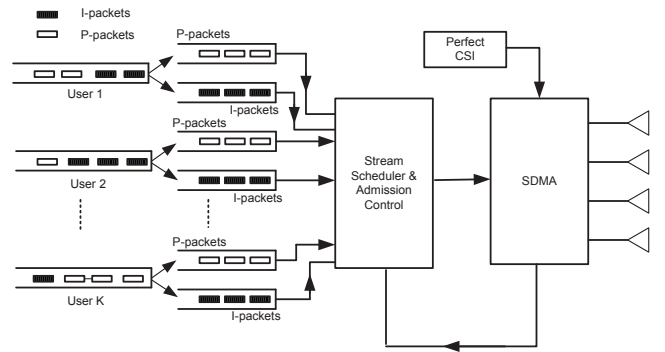 I-packets
P-packets
P-packets
User 1
I-packets
P-packets
User 2
I-packets
P-packets
User K
I-packets
Stream
Scheduler &
Admission
Control
Perfect
CSI
SDMA